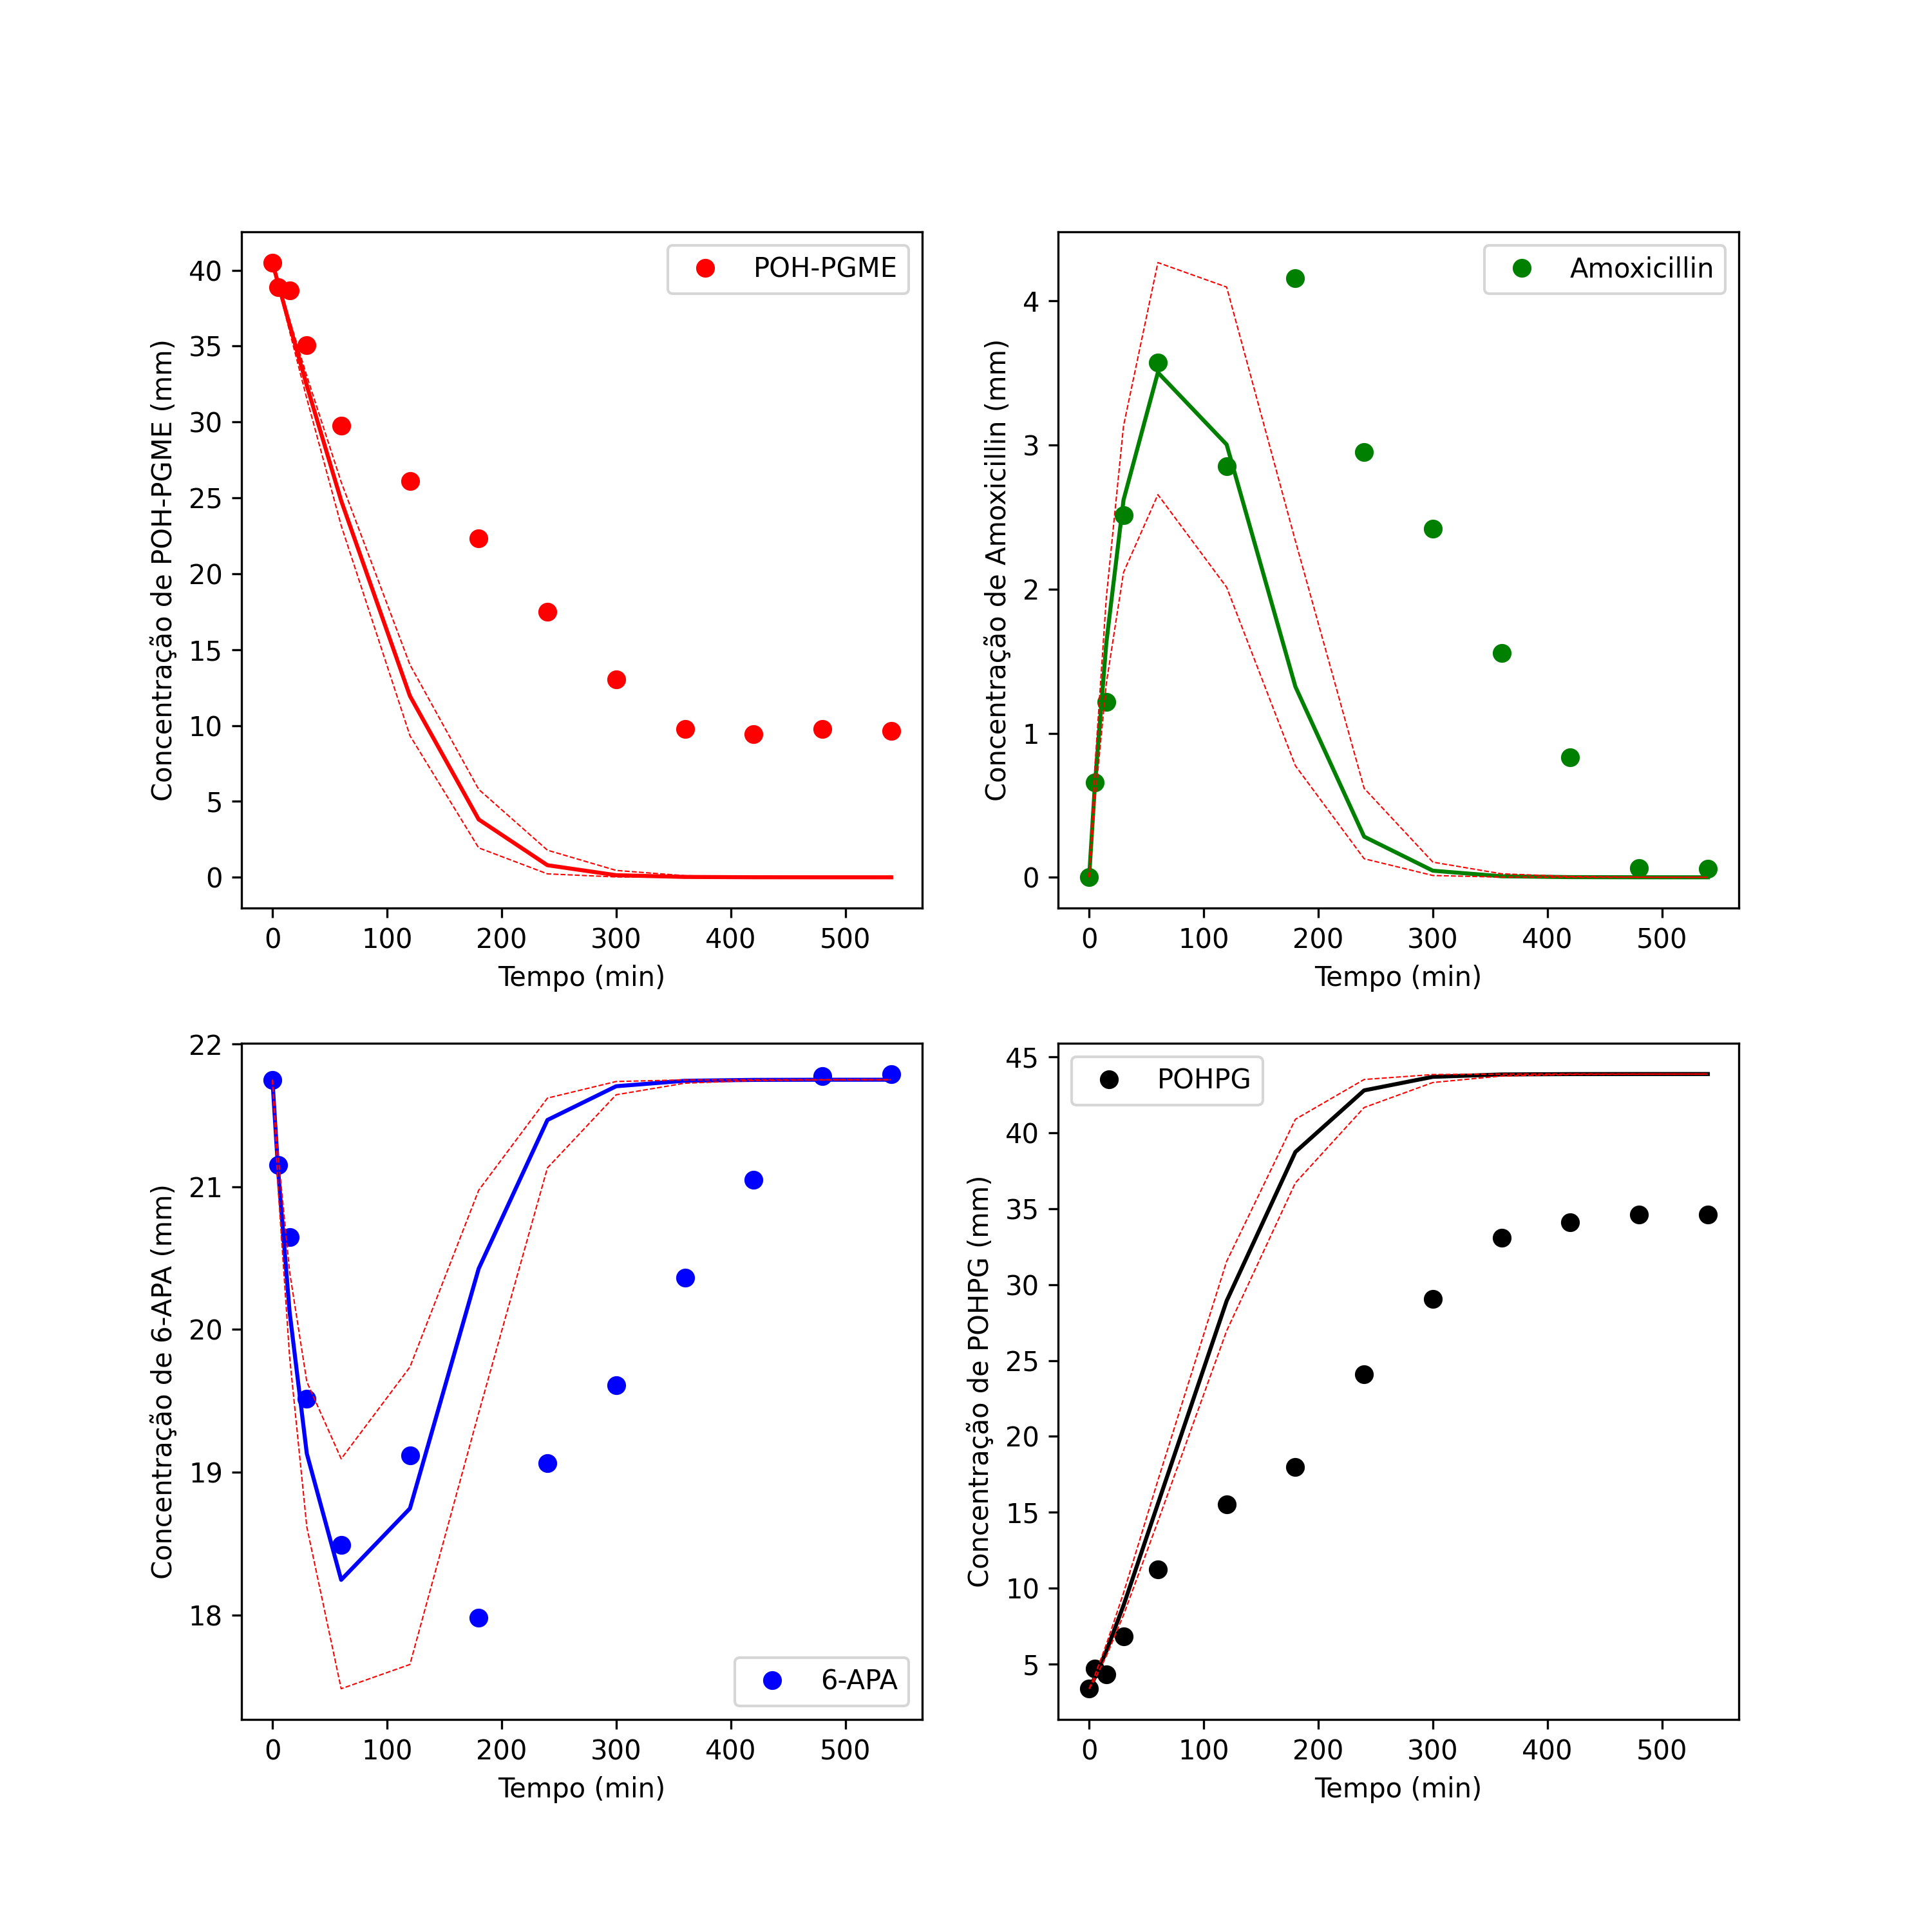 POH-PGME
40
35
30
25
20
15
10
5
0
Concentração de POH-PGME (mm)
0 100 200 300 400 500
Tempo (min)
Amoxicillin
4
3
2
1
0
Concentração de Amoxicillin (mm)
0 100 200 300 400 500
Tempo (min)
22
21
20
19
18
Concentração de 6-APA (mm)
6-APA
0 100 200 300 400 500
Tempo (min)
POHPG
45
40
35
30
25
20
15
10
5
Concentração de POHPG (mm)
0 100 200 300 400 500
Tempo (min)